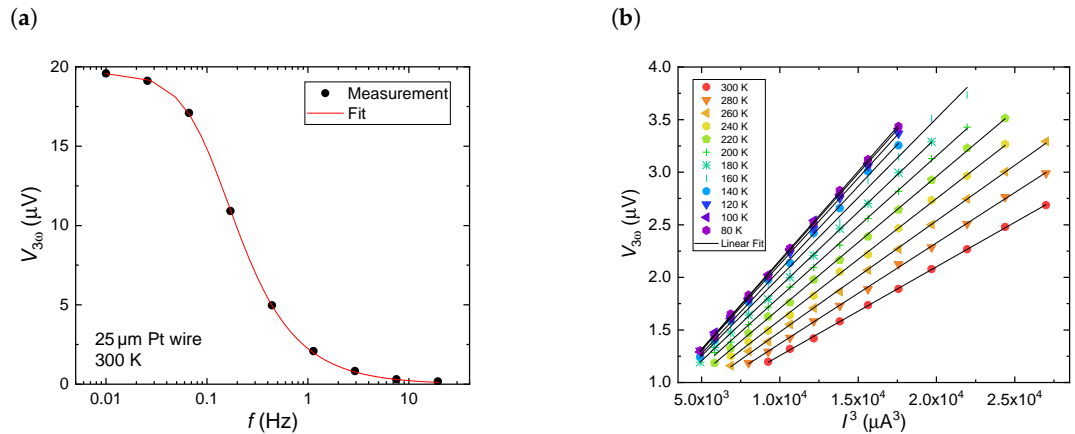 (a)
20
15
10
5
0
V3ω (μV)
0.01 0.1 1 10
f (Hz)
Measurement
Fit
25 μm Pt wire
300 K
(b)
4.0
3.5
3.0
2.5
2.0
1.5
1.0
V3ω (μV)
5.0x10³ 1.0x10⁴ 1.5x10⁴ 2.0x10⁴ 2.5x10⁴
I³ (μA³)
300 K
280 K
260 K
240 K
220 K
200 K
180 K
160 K
140 K
120 K
100 K
80 K
Linear Fit